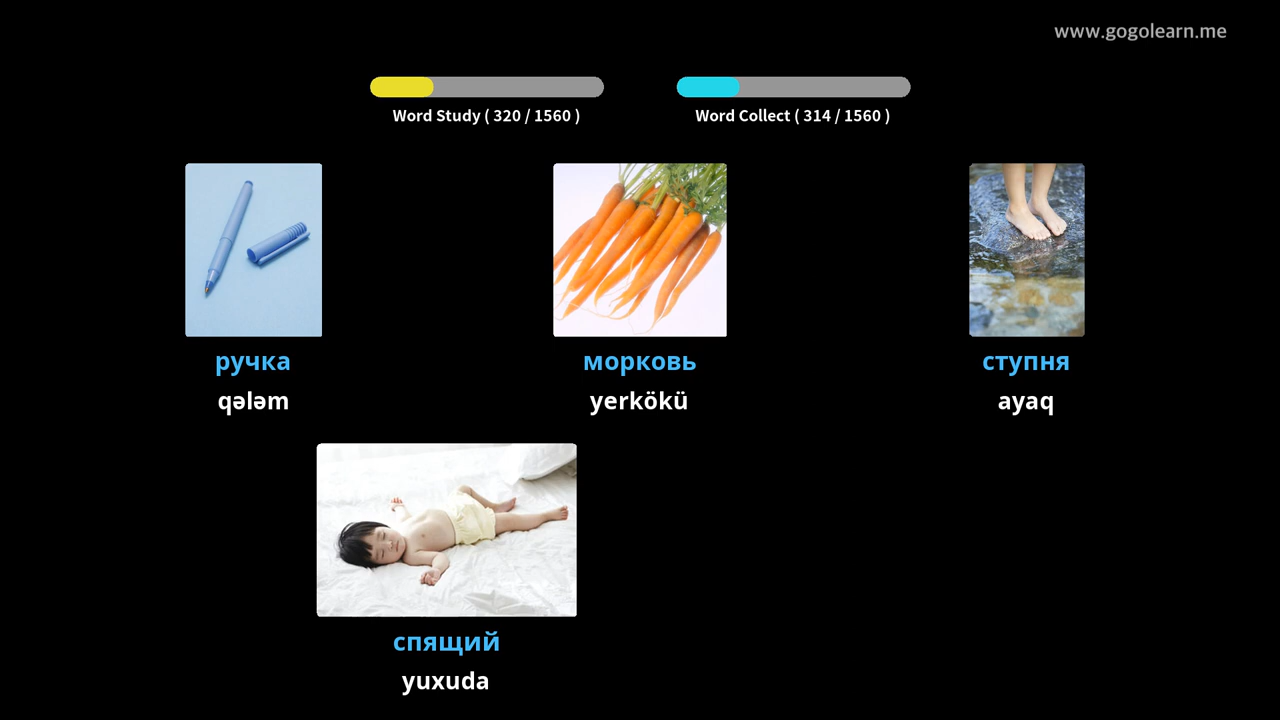 www.gogolearn.me
Word Study ( 320 / 1560 )
Word Collect ( 314 / 1560 )
ручка
морковь
ступня
qələm
yerkökü
ayaq
спящий
yuxuda